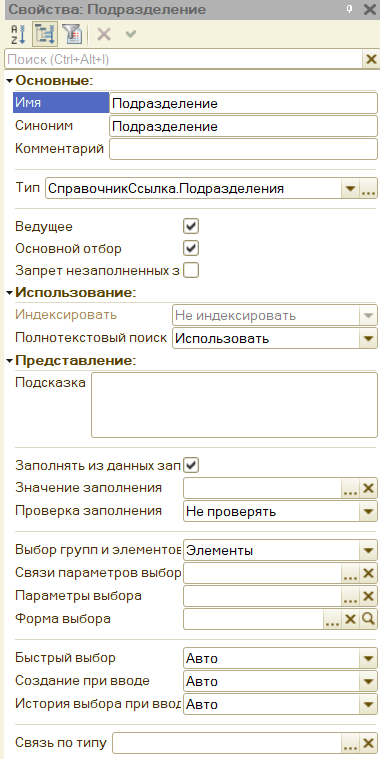 Свойства: Подразделение
Поиск (Ctrl+Alt+I)
Основные:
Имя Подразделение
Синоним Подразделение
Комментарий
Тип СправочникСсылка.Подразделения
Ведущее
Основной отбор
Запрет незаполненных з
Использование:
Индексировать Не индексировать
Полнотекстовый поиск Использовать
Представление:
Подсказка
Заполнять из данных зап
Значение заполнения
Проверка заполнения Не проверять
Выбор групп и элементов Элементы
Связи параметров выбор
Параметры выбора
Форма выбора
Быстрый выбор Авто
Создание при вводе Авто
История выбора при ввод Авто
Связь по типу